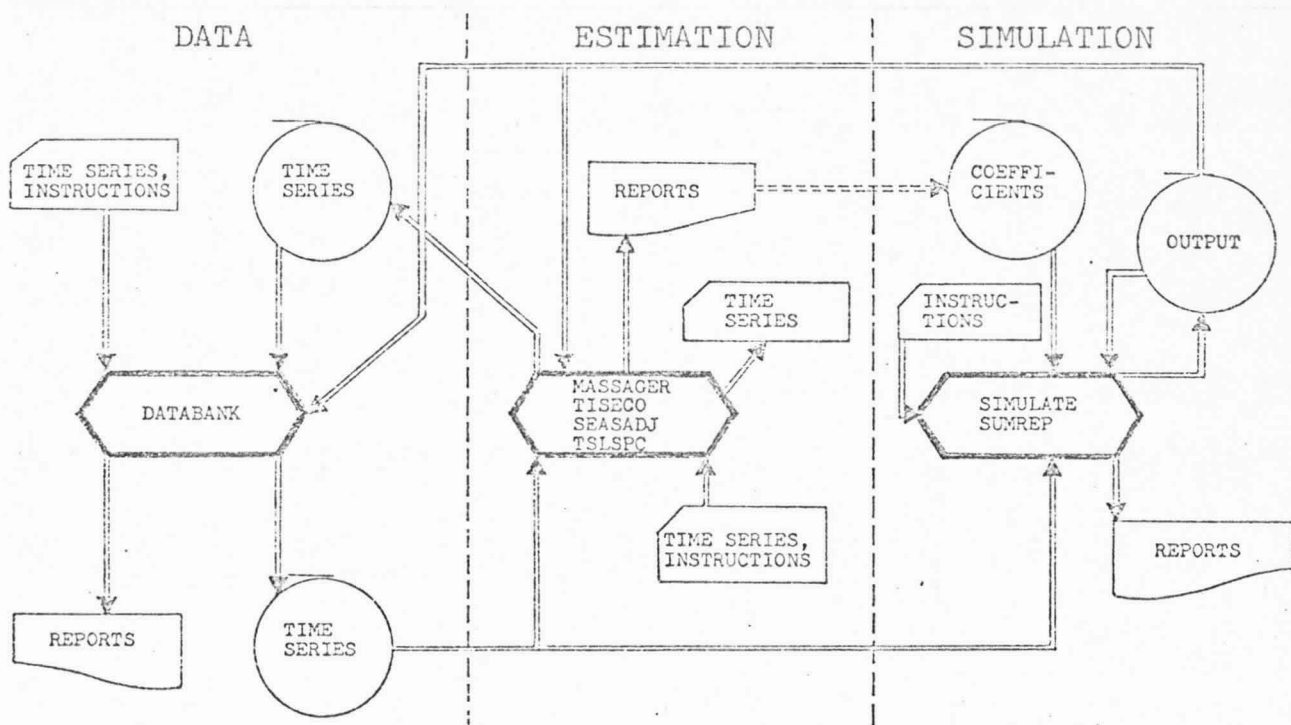 DATA
ESTIMATION
SIMULATION
TIME SERIES,
INSTRUCTIONS
TIME
SERIES
REPORTS
COEFFI-
CIENTS
OUTPUT
TIME
SERIES
INSTRUC-
TIONS
DATABANK
MASSAGER
TISECO
SEASADJ
TSLSPC
SIMULATE
SUMREP
TIME SERIES,
INSTRUCTIONS
REPORTS
REPORTS
TIME
SERIES